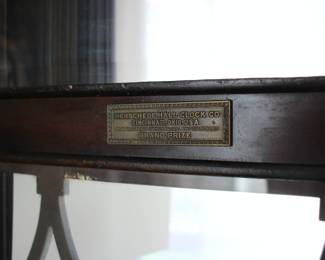 HERSCHEDE HALL CLOCK CO.
CINCINNATI, OHIO, U.S.A.
GRAND PRIZE